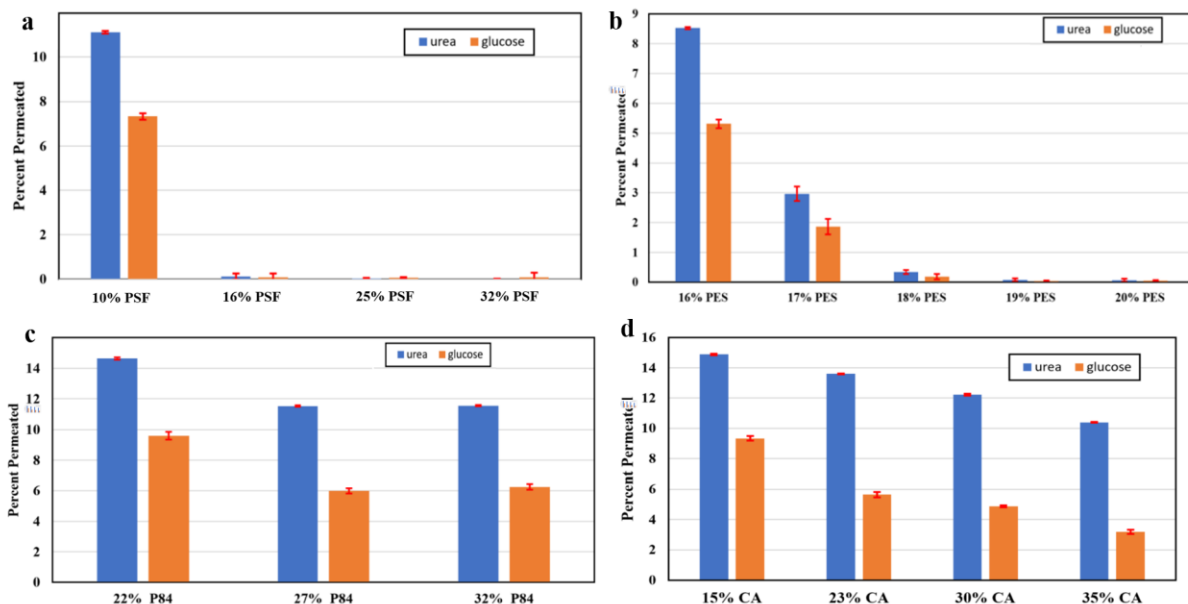 a
urea glucose
Percent Permeated
10
8
6
4
2
0
10% PSF 16% PSF 25% PSF 32% PSF
b
urea glucose
Percent Permeated
9
8
7
6
5
4
3
2
1
0
16% PES 17% PES 18% PES 19% PES 20% PES
c
urea glucose
Percent Permeated
14
12
10
8
6
4
2
0
22% P84 27% P84 32% P84
d
urea glucose
Percent Permeated
16
14
12
10
8
6
4
2
0
15% CA 23% CA 30% CA 35% CA